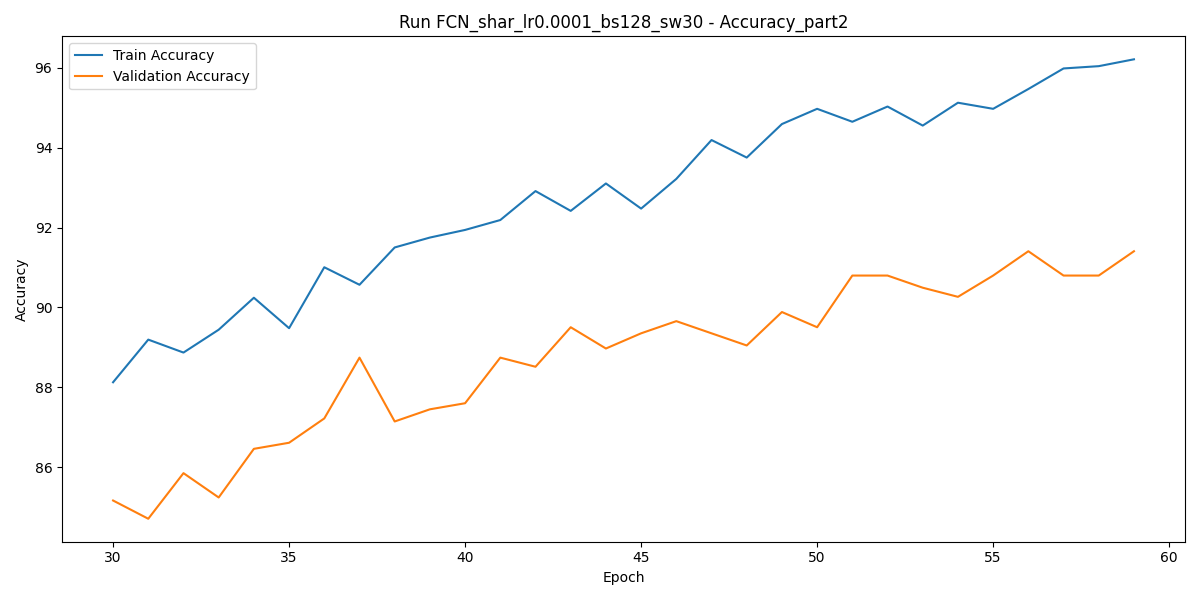 Run FCN_shar_lr0.0001_bs128_sw30 - Accuracy_part2
Train Accuracy
Validation Accuracy
Accuracy
96
94
92
90
88
86
30 35 40 45 50 55 60
Epoch